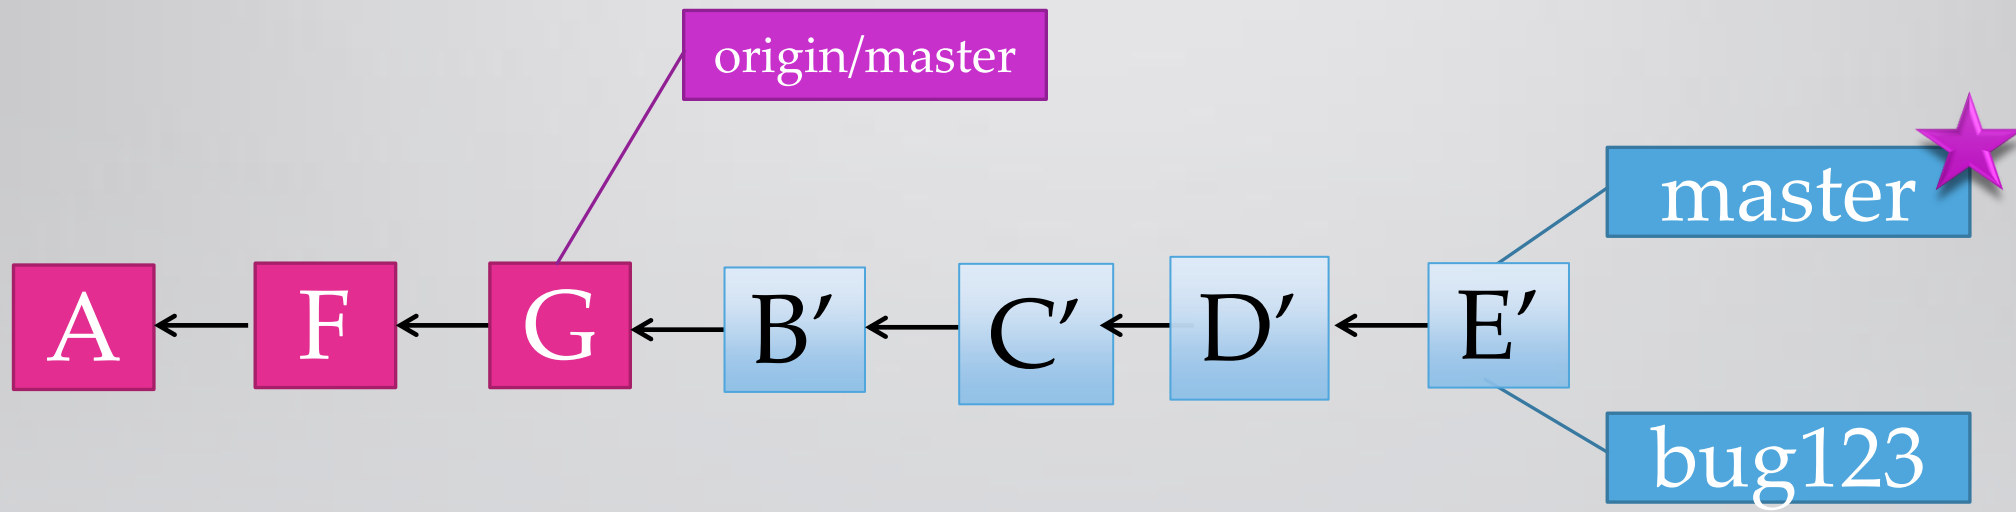 origin/master
master
A
F
G
B′
C′
D′
E′
bug123